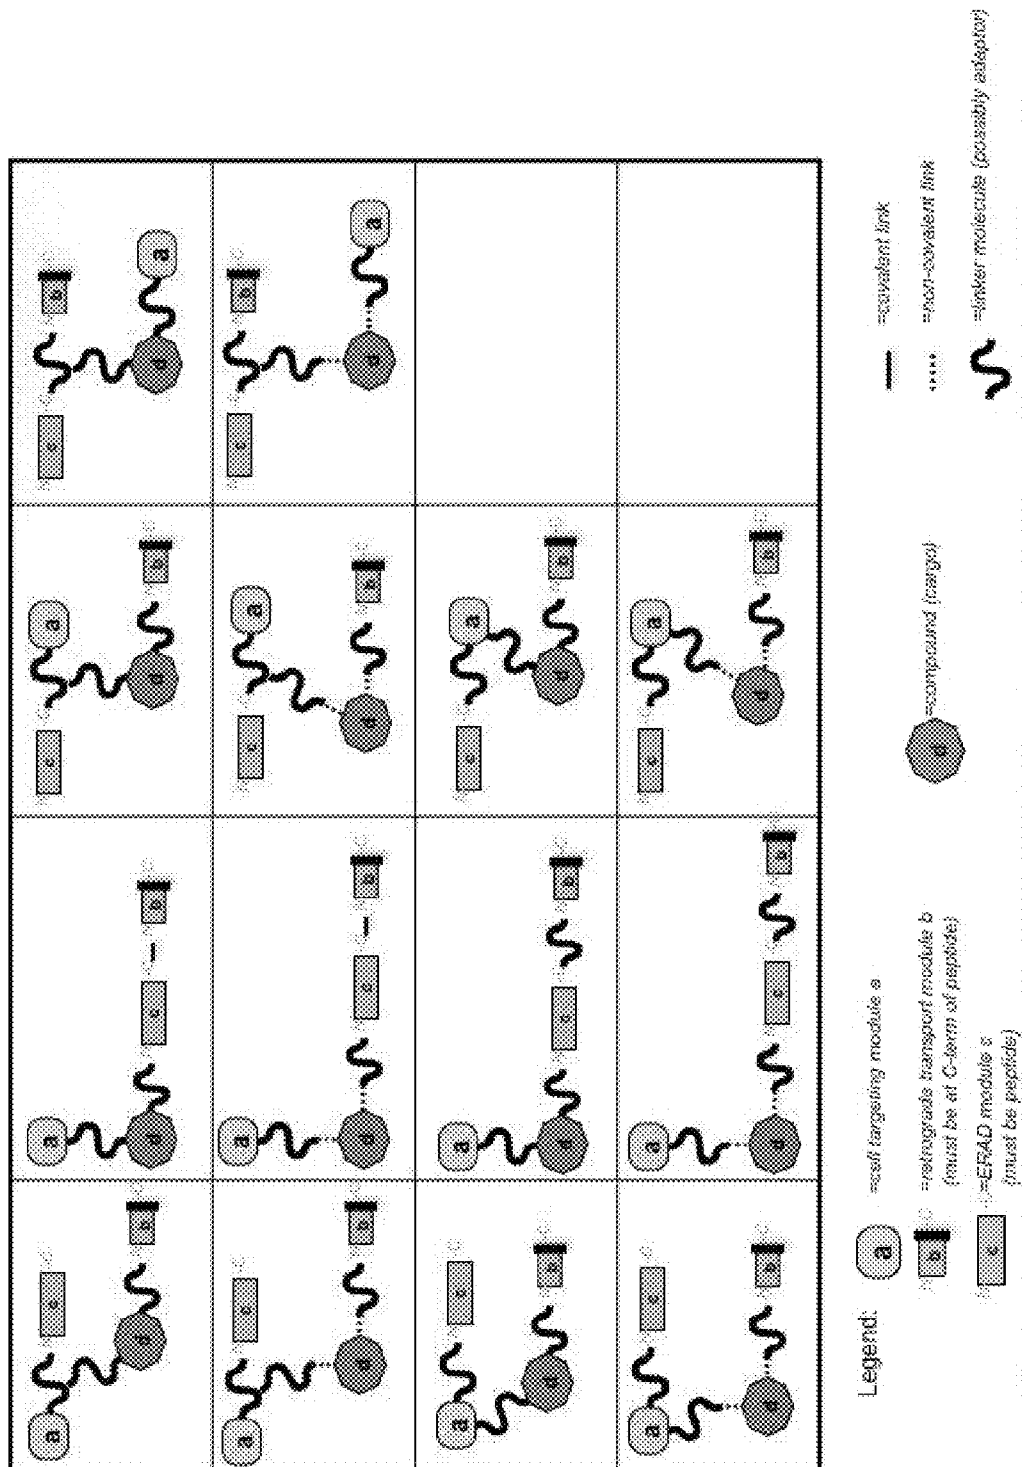 a c a c a c b
d b d c b d b d a
a c a c a c b
d b d c b d b d a
a c a c a
d b d c b d b
a c a c a
d b d c b d b
Legend:
a =cell targeting module a
d =compound (cargo)
=covalent link
b =retrograde transport module b
(must be at C-term of peptide)
=non-covalent link
c =ERAD module c
(must be peptide)
=linker molecule (possibly adaptor)